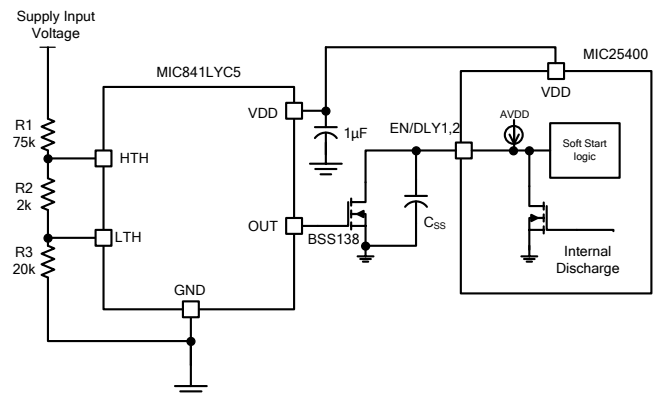 Supply Input
Voltage
MIC841LYC5
MIC25400
R1
75k
HTH
R2
2k
LTH
R3
20k
GND
VDD
OUT
1µF
BSS138
CSS
EN/DLY1,2
VDD
AVDD
Soft Start
logic
Internal
Discharge